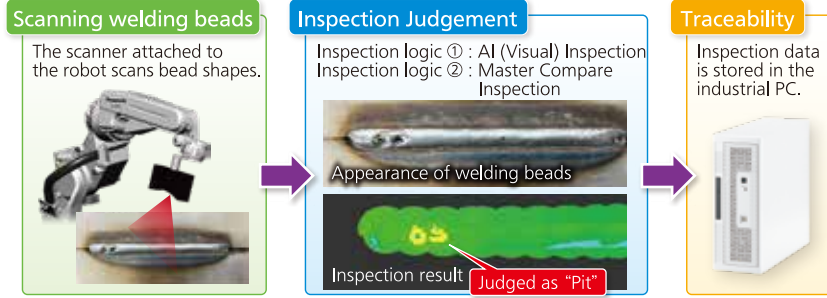 Scanning welding beads
The scanner attached to
the robot scans bead shapes.
Inspection Judgement
Inspection logic ① : AI (Visual) Inspection
Inspection logic ② : Master Compare
Inspection
Appearance of welding beads
Inspection result
Judged as “Pit”
Traceability
Inspection data
is stored in the
industrial PC.